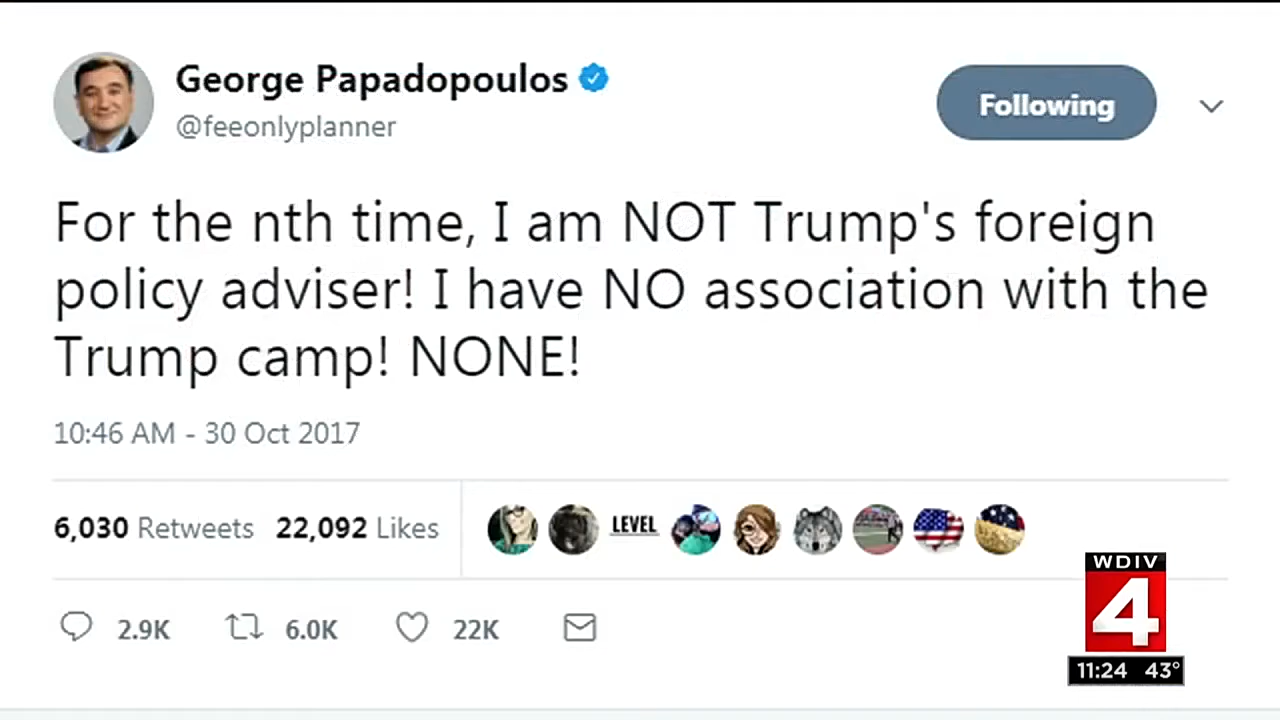 George Papadopoulos
@feeonlyplanner
Following
For the nth time, I am NOT Trump's foreign
policy adviser! I have NO association with the
Trump camp! NONE!
10:46 AM - 30 Oct 2017
6,030 Retweets 22,092 Likes
LEVEL
2.9K 6.0K 22K
WDIV
4
11:24 43°